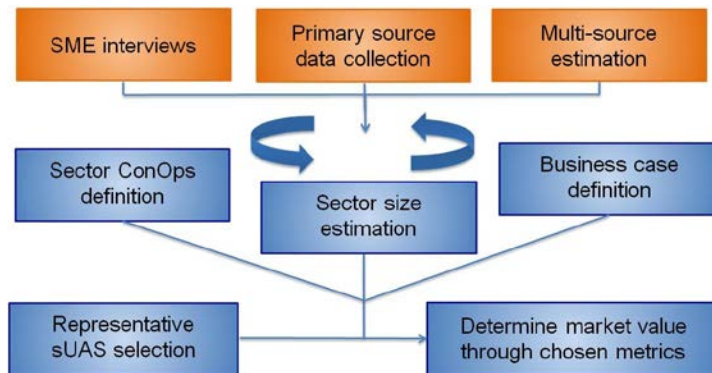 SME interviews
Primary source
data collection
Multi-source
estimation
Sector ConOps
definition
Sector size
estimation
Business case
definition
Representative
sUAS selection
Determine market value
through chosen metrics